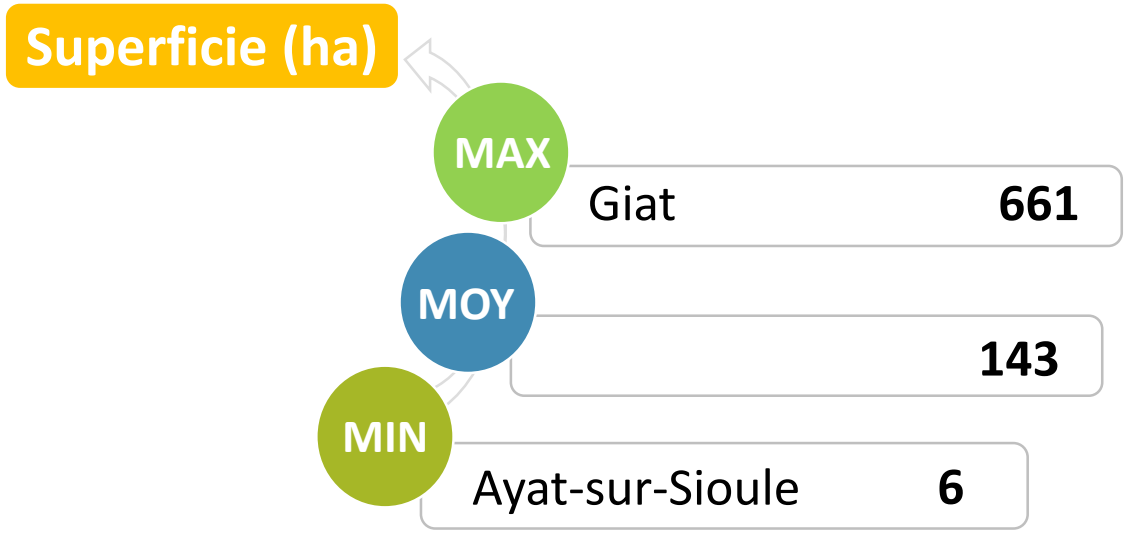 Superficie (ha)
MAX
Giat 661
MOY
143
MIN
Ayat-sur-Sioule 6